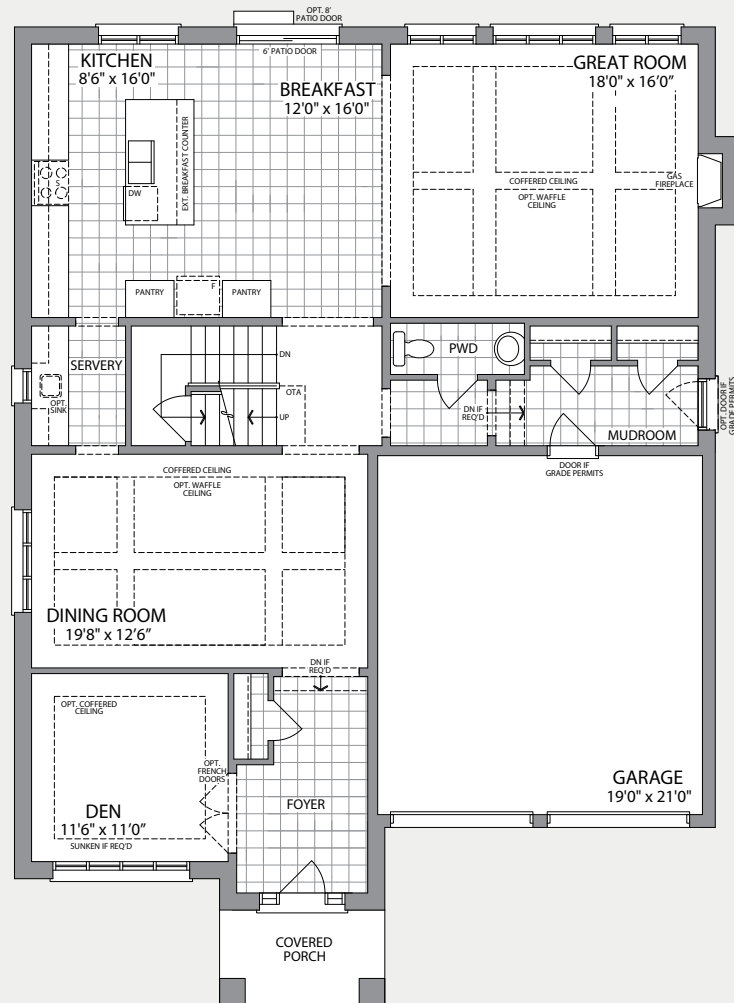 OPT. 8'
PATIO DOOR
6' PATIO DOOR
KITCHEN
8'6" x 16'0"
BREAKFAST
12'0" x 16'0"
GREAT ROOM
18'0" x 16'0"
EXT. BREAKFAST COUNTER
DW
S
COFFERED CEILING
OPT. WAFFLE
CEILING
GAS
FIREPLACE
PANTRY
F
PANTRY
SERVERY
OPT.
SINK
DN
OTA
UP
PWD
DN IF
REQ'D
MUDROOM
OPT. DOOR IF
GRADE PERMITS
DOOR IF
GRADE PERMITS
COFFERED CEILING
OPT. WAFFLE
CEILING
DINING ROOM
19'8" x 12'6"
DN IF
REQ'D
OPT. COFFERED
CEILING
OPT.
FRENCH
DOORS
DEN
11'6" x 11'0"
SUNKEN IF REQ'D
FOYER
GARAGE
19'0" x 21'0"
COVERED
PORCH